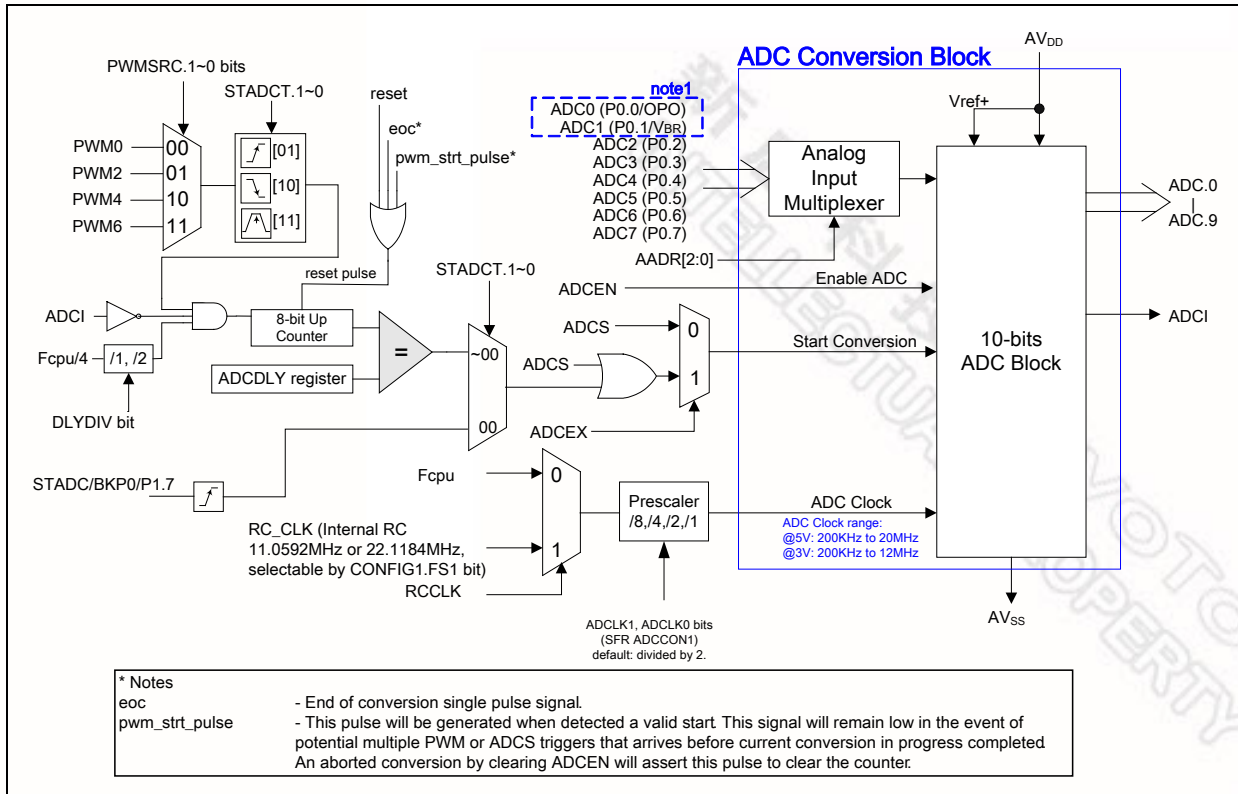 ADC Conversion Block
AVDD
Vref+
PWMSRC.1~0 bits
STADCT.1~0
PWM0
PWM2
PWM4
PWM6
00
01
10
11
[01]
[10]
[11]
reset
eoc*
pwm_strt_pulse*
reset pulse
note1
ADC0 (P0.0/OPO)
ADC1 (P0.1/VBR)
ADC2 (P0.2)
ADC3 (P0.3)
ADC4 (P0.4)
ADC5 (P0.5)
ADC6 (P0.6)
ADC7 (P0.7)
Analog
Input
Multiplexer
AADR[2:0]
ADC.0
|
ADC.9
ADCEN
Enable ADC
ADCI
8-bit Up
Counter
Fcpu/4
/1, /2
DLYDIV bit
ADCDLY register
=
STADCT.1~0
~00
00
ADCS
ADCS
0
1
ADCEX
Start Conversion
10-bits
ADC Block
ADCI
STADC/BKP0/P1.7
Fcpu
0
1
RC_CLK (Internal RC
11.0592MHz or 22.1184MHz,
selectable by CONFIG1.FS1 bit)
RCCLK
Prescaler
/8,/4,/2,/1
ADC Clock
ADC Clock range:
@5V: 200KHz to 20MHz
@3V: 200KHz to 12MHz
ADCLK1, ADCLK0 bits
(SFR ADCCON1)
default: divided by 2.
AVSS
* Notes
eoc - End of conversion single pulse signal.
pwm_strt_pulse - This pulse will be generated when detected a valid start. This signal will remain low in the event of
potential multiple PWM or ADCS triggers that arrives before current conversion in progress completed.
An aborted conversion by clearing ADCEN will assert this pulse to clear the counter.